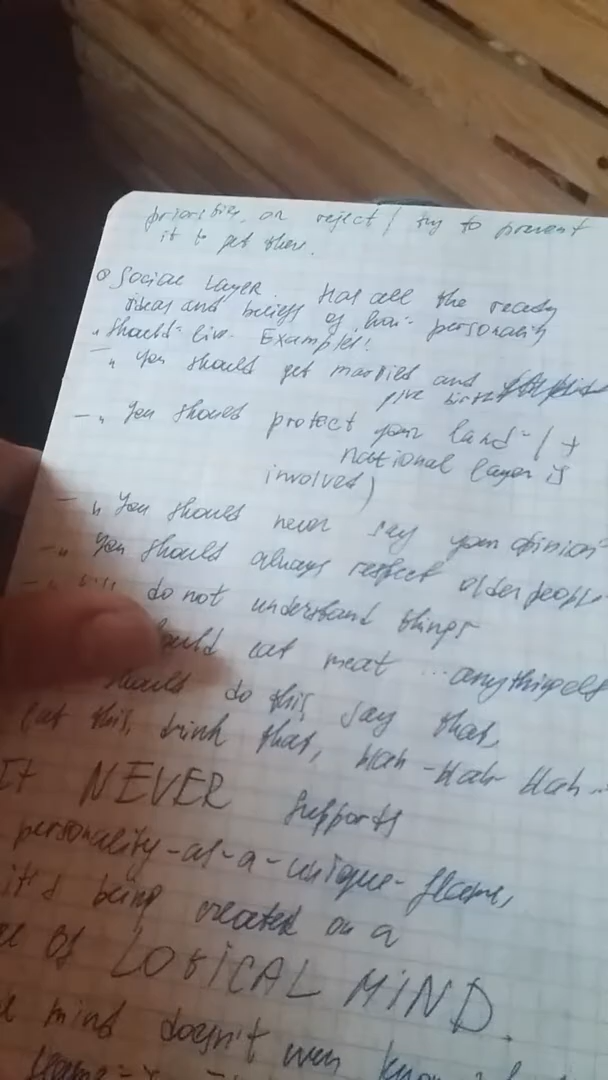 priorities, or reject / try to prevent
it to get there.
Social Layer. Has all the ready
ideas and beliefs of how personality
"should" live. Examples:
– "You should get married and
give birth
– "You should protect your land" (+
national layer is
involved)
– "You should never say your opinion"
– "You should always respect older people
do not understand things
should eat meat ... anything else
should do this, say that,
eat this, drink that, blah-blah-blah...
It NEVER supports
personality-as-a-unique-flame,
it's being created on a
of LOGICAL MIND.
mind doesn't even know